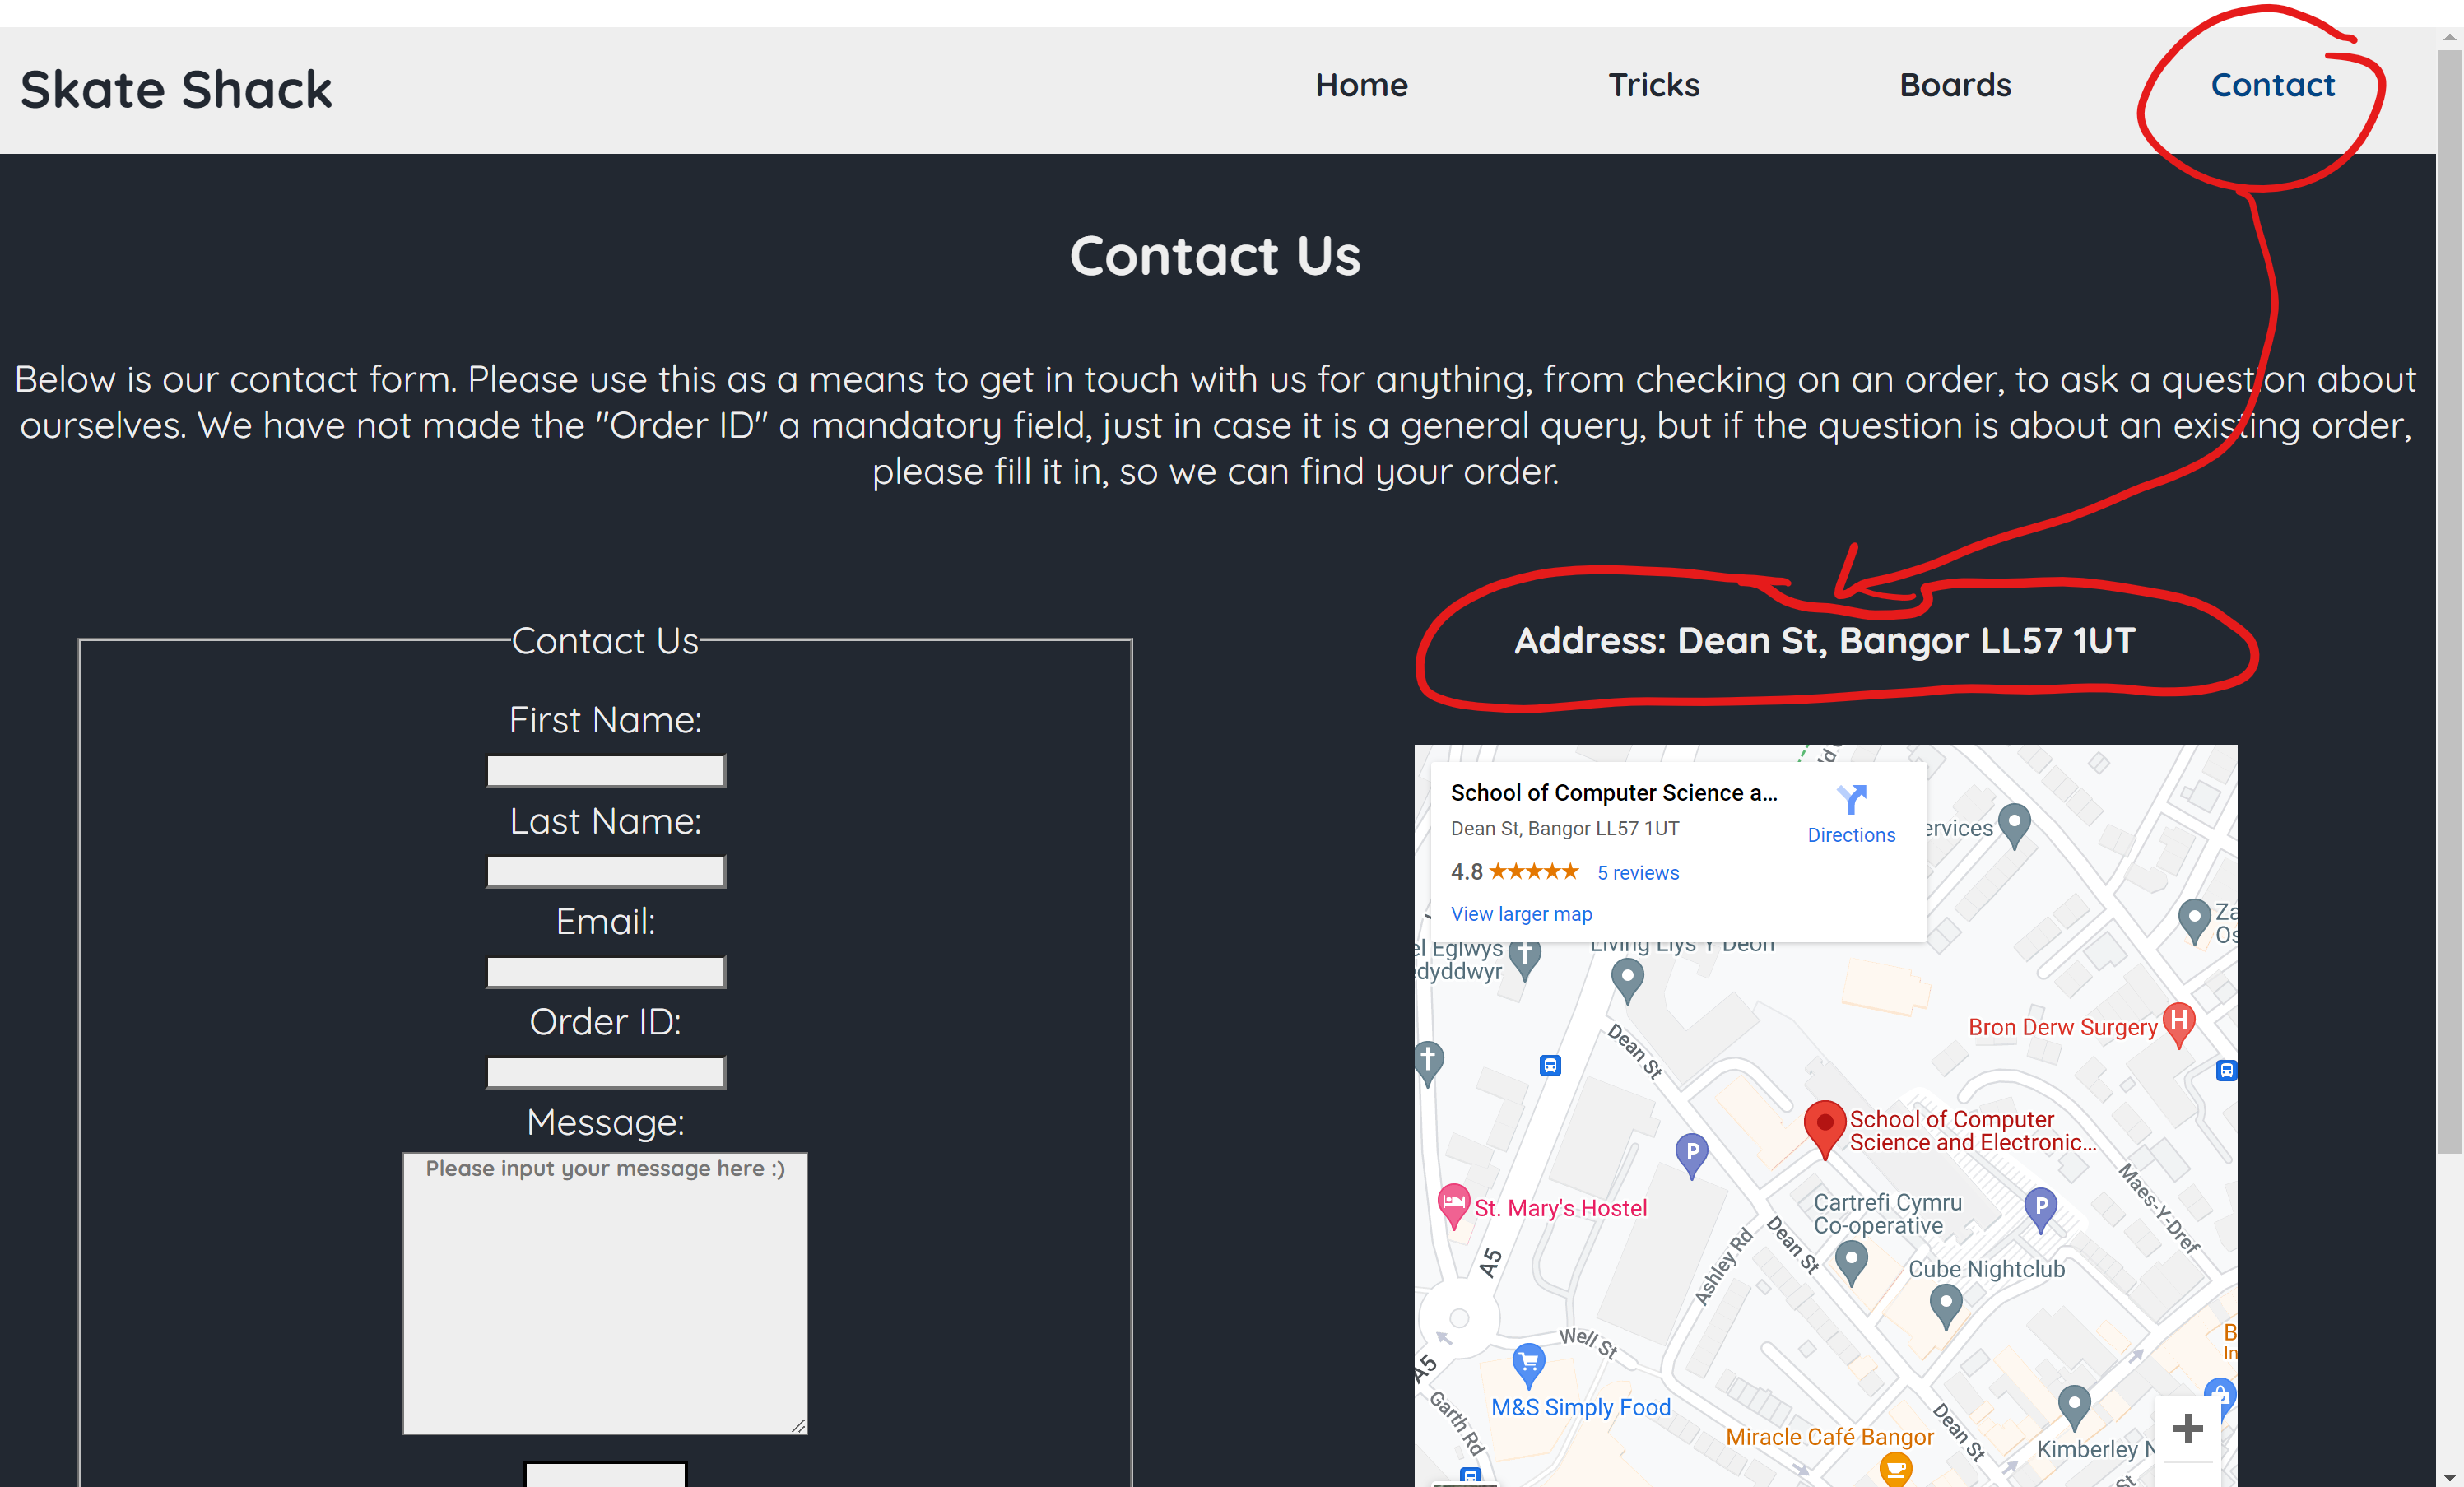 Skate Shack
Home
Tricks
Boards
Contact
Contact Us
Below is our contact form. Please use this as a means to get in touch with us for anything, from checking on an order, to ask a question about
ourselves. We have not made the "Order ID" a mandatory field, just in case it is a general query, but if the question is about an existing order,
please fill it in, so we can find your order.
Contact Us
First Name:
Last Name:
Email:
Order ID:
Message:
Please input your message here :)
Address: Dean St, Bangor LL57 1UT
School of Computer Science a...
Dean St, Bangor LL57 1UT
Directions
4.8
5 reviews
View larger map
ervices
Za
Os
el Eglwys
edyddwyr
Living Llys Y Deon
Dean St
Bron Derw Surgery
H
School of Computer
Science and Electronic...
P
P
St. Mary's Hostel
Cartrefi Cymru
Co-operative
Maes-Y-Dref
A5
Ashley Rd
Dean St
Cube Nightclub
Well St
A5
Garth Rd
M&S Simply Food
B
In
Miracle Café Bangor
Dean St
Kimberley N
St
+